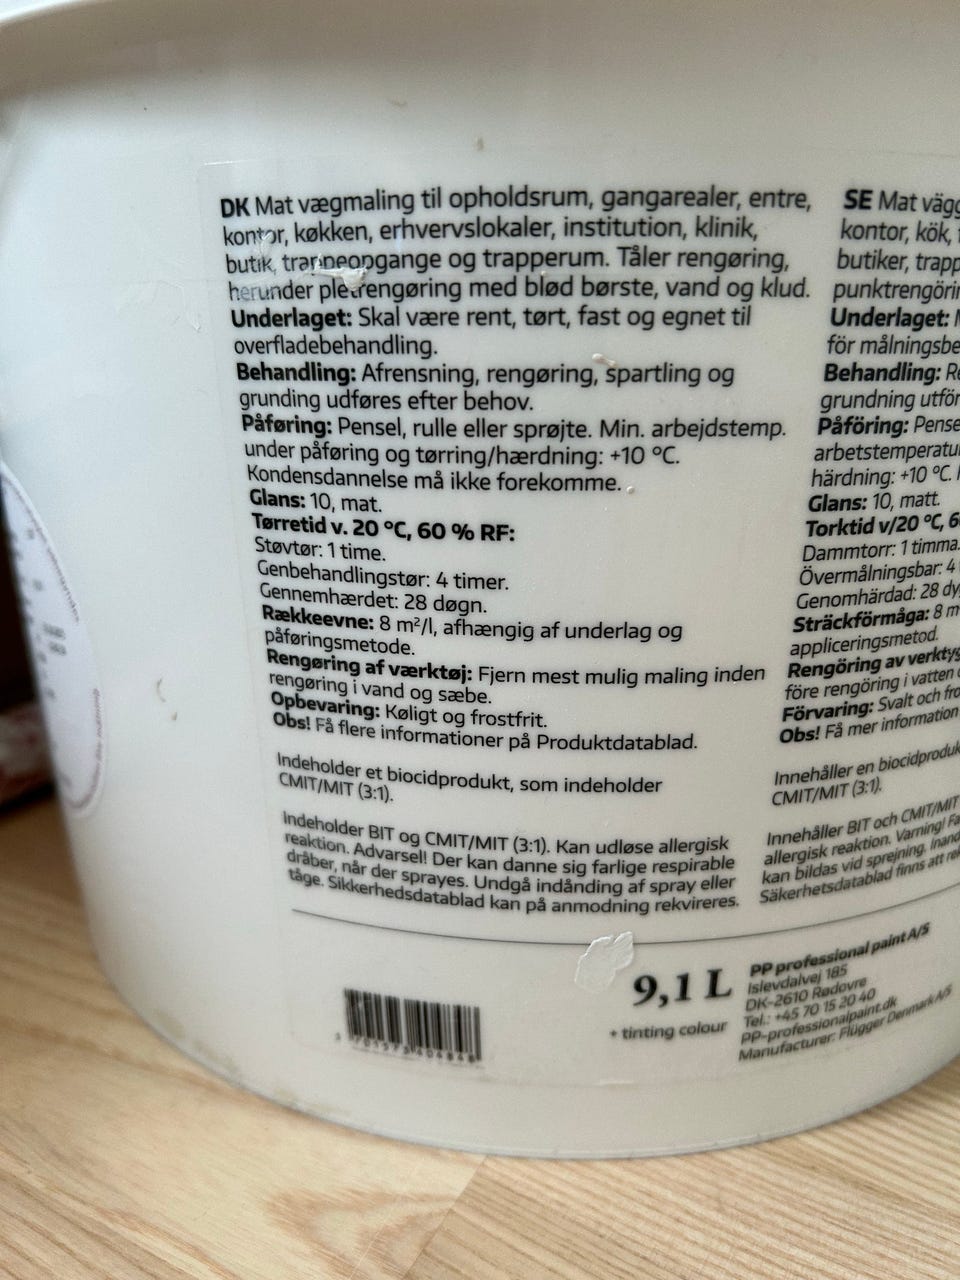 DK Mat vægmaling til opholdsrum, gangarealer, entre,
kontor, køkken, erhvervslokaler, institution, klinik,
butik, trappeopgange og trapperum. Tåler rengøring,
herunder pletrengøring med blød børste, vand og klud.
Underlaget: Skal være rent, tørt, fast og egnet til
overfladebehandling.
Behandling: Afrensning, rengøring, spartling og
grunding udføres efter behov.
Påføring: Pensel, rulle eller sprøjte. Min. arbejdstemp.
under påføring og tørring/hærdning: +10 °C.
Kondensdannelse må ikke forekomme.
Glans: 10, mat.
Tørretid v. 20 °C, 60 % RF:
Støvtør: 1 time.
Genbehandlingstør: 4 timer.
Gennemhærdet: 28 døgn.
Rækkeevne: 8 m²/l, afhængig af underlag og
påføringsmetode.
Rengøring af værktøj: Fjern mest mulig maling inden
rengøring i vand og sæbe.
Opbevaring: Køligt og frostfrit.
Obs! Få flere informationer på Produktdatablad.
Indeholder et biocidprodukt, som indeholder
CMIT/MIT (3:1).
Indeholder BIT og CMIT/MIT (3:1). Kan udløse allergisk
reaktion. Advarsel! Der kan danne sig farlige respirable
dråber, når der sprayes. Undgå indånding af spray eller
tåge. Sikkerhedsdatablad kan på anmodning rekvireres.
SE Mat vägg
kontor, kök,
butiker, trapp
punktrengörin
Underlaget:
för målningsbe
Behandling:
grundning utför
Påföring: Pense
arbetstemperatu
härdning: +10 °C.
Glans: 10, matt.
Torktid v/20 °C, 6
Dammtorr: 1 timma.
Övermålningsbar: 4
Genomhärdad: 28 dy
Sträckförmåga: 8 m
appliceringsmetod.
Rengöring av verktyg
före rengöring i vatten
Förvaring: Svalt och fro
Obs! Få mer information
Innehåller en biocidproduk
CMIT/MIT (3:1).
Innehåller BIT och CMIT/MIT
allergisk reaktion. Varning! Fa
kan bildas vid sprejning. Inand
Säkerhetsdatablad finns att rek
9,1 L
+ tinting colour
PP professional paint A/S
Islevdalvej 185
DK-2610 Rødovre
Tel.: +45 70 15 20 40
PP-professionalpaint.dk
Manufacturer: Flügger Denmark A/S